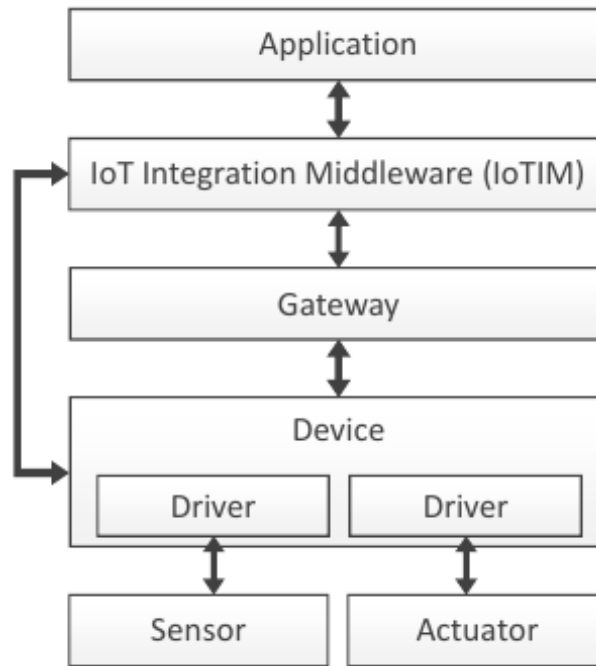 Application
IoT Integration Middleware (IoTIM)
Gateway
Device
Driver
Driver
Sensor
Actuator